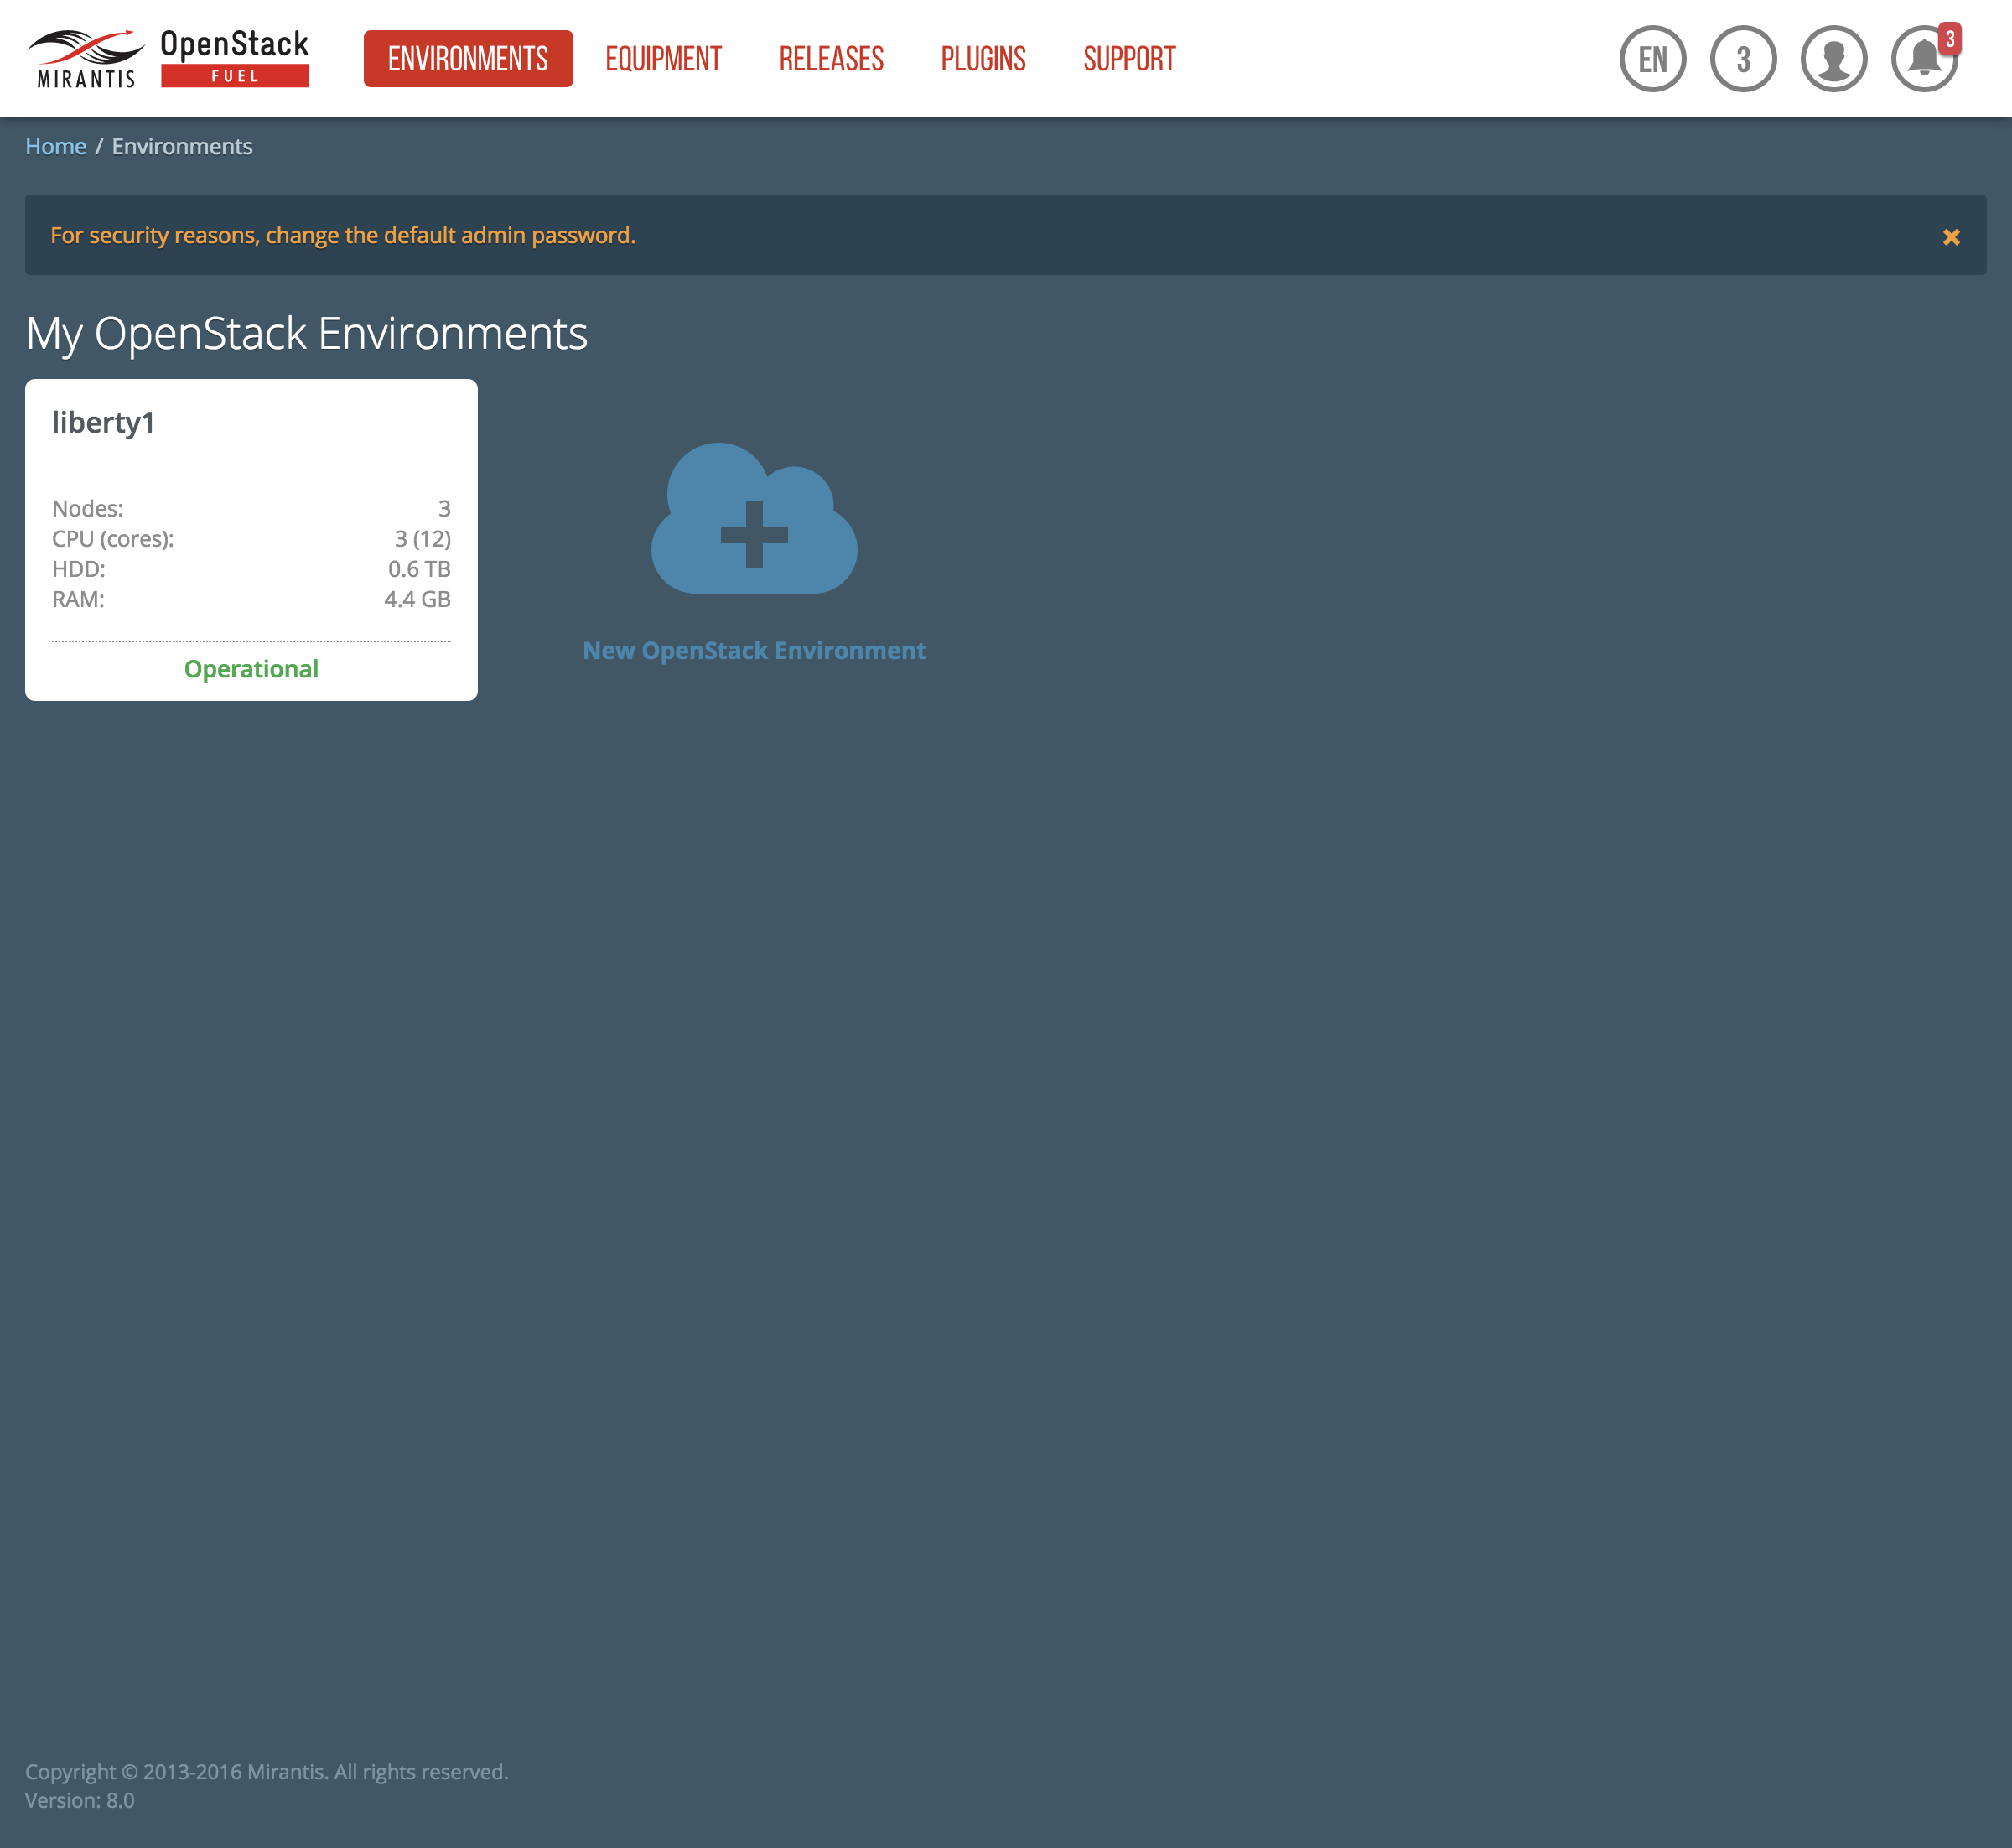 MIRANTIS
OpenStack
FUEL
ENVIRONMENTS EQUIPMENT RELEASES PLUGINS SUPPORT EN 3 3
Home / Environments
For security reasons, change the default admin password.
My OpenStack Environments
liberty1
Nodes: 3
CPU (cores): 3 (12)
HDD: 0.6 TB
RAM: 4.4 GB
Operational
New OpenStack Environment
Copyright © 2013-2016 Mirantis. All rights reserved.
Version: 8.0